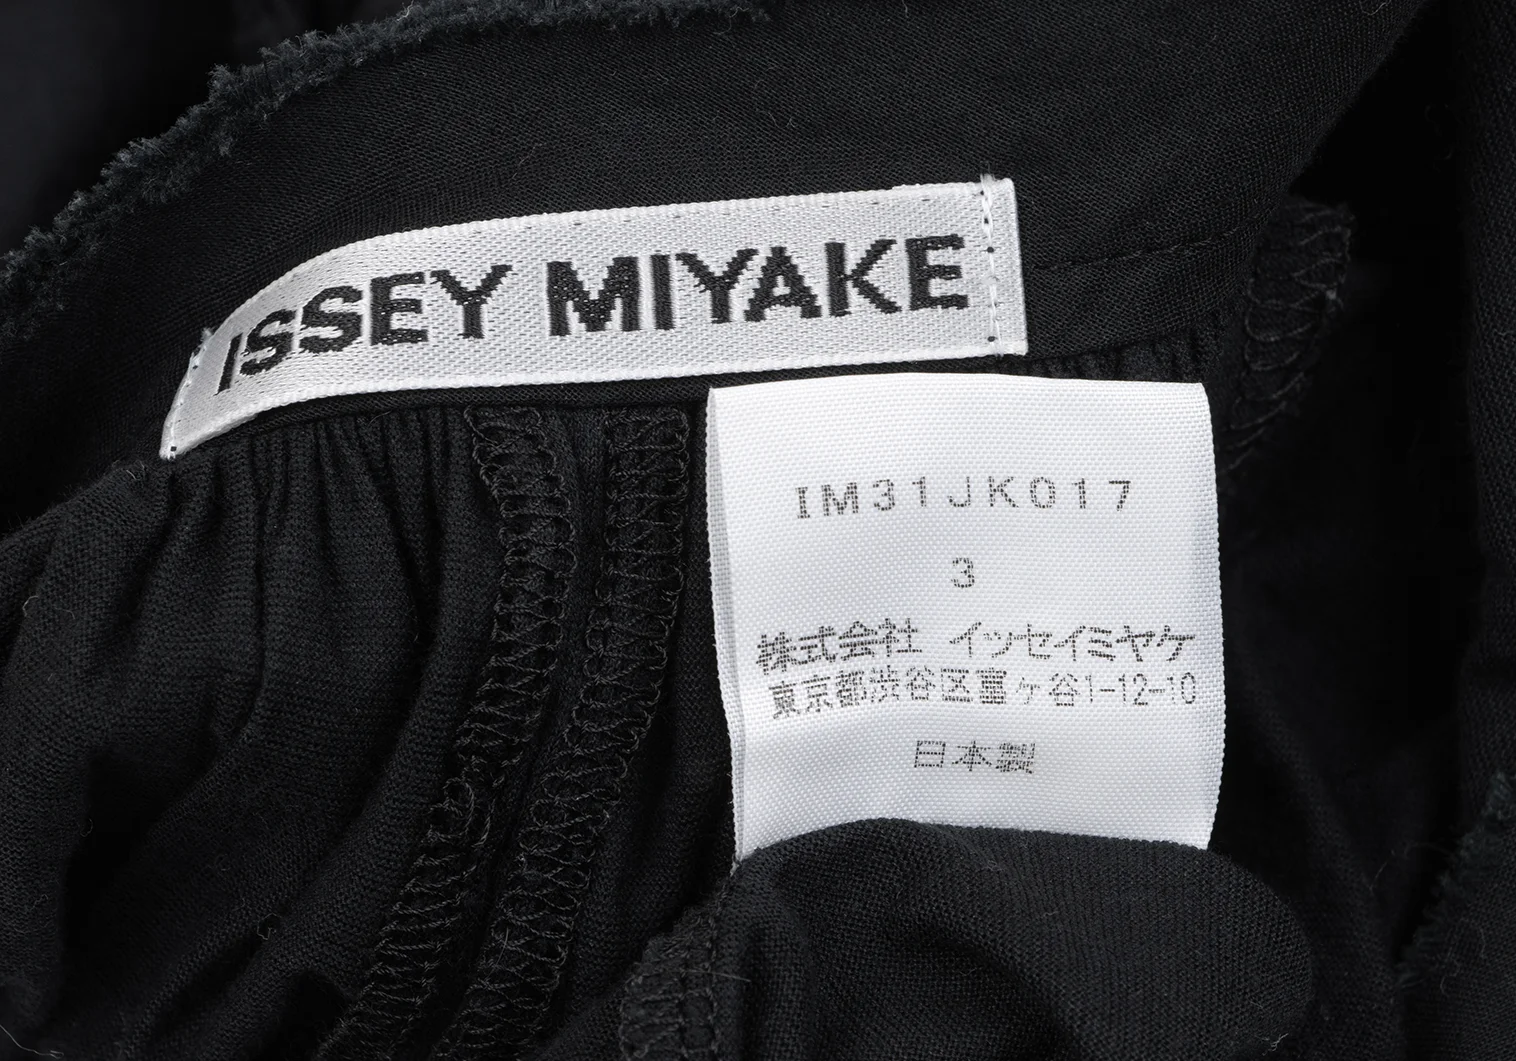 ISSEY MIYAKE
IM31JK017
3
株式会社 イッセイミヤケ
東京都渋谷区富ヶ谷1-12-10
日本製